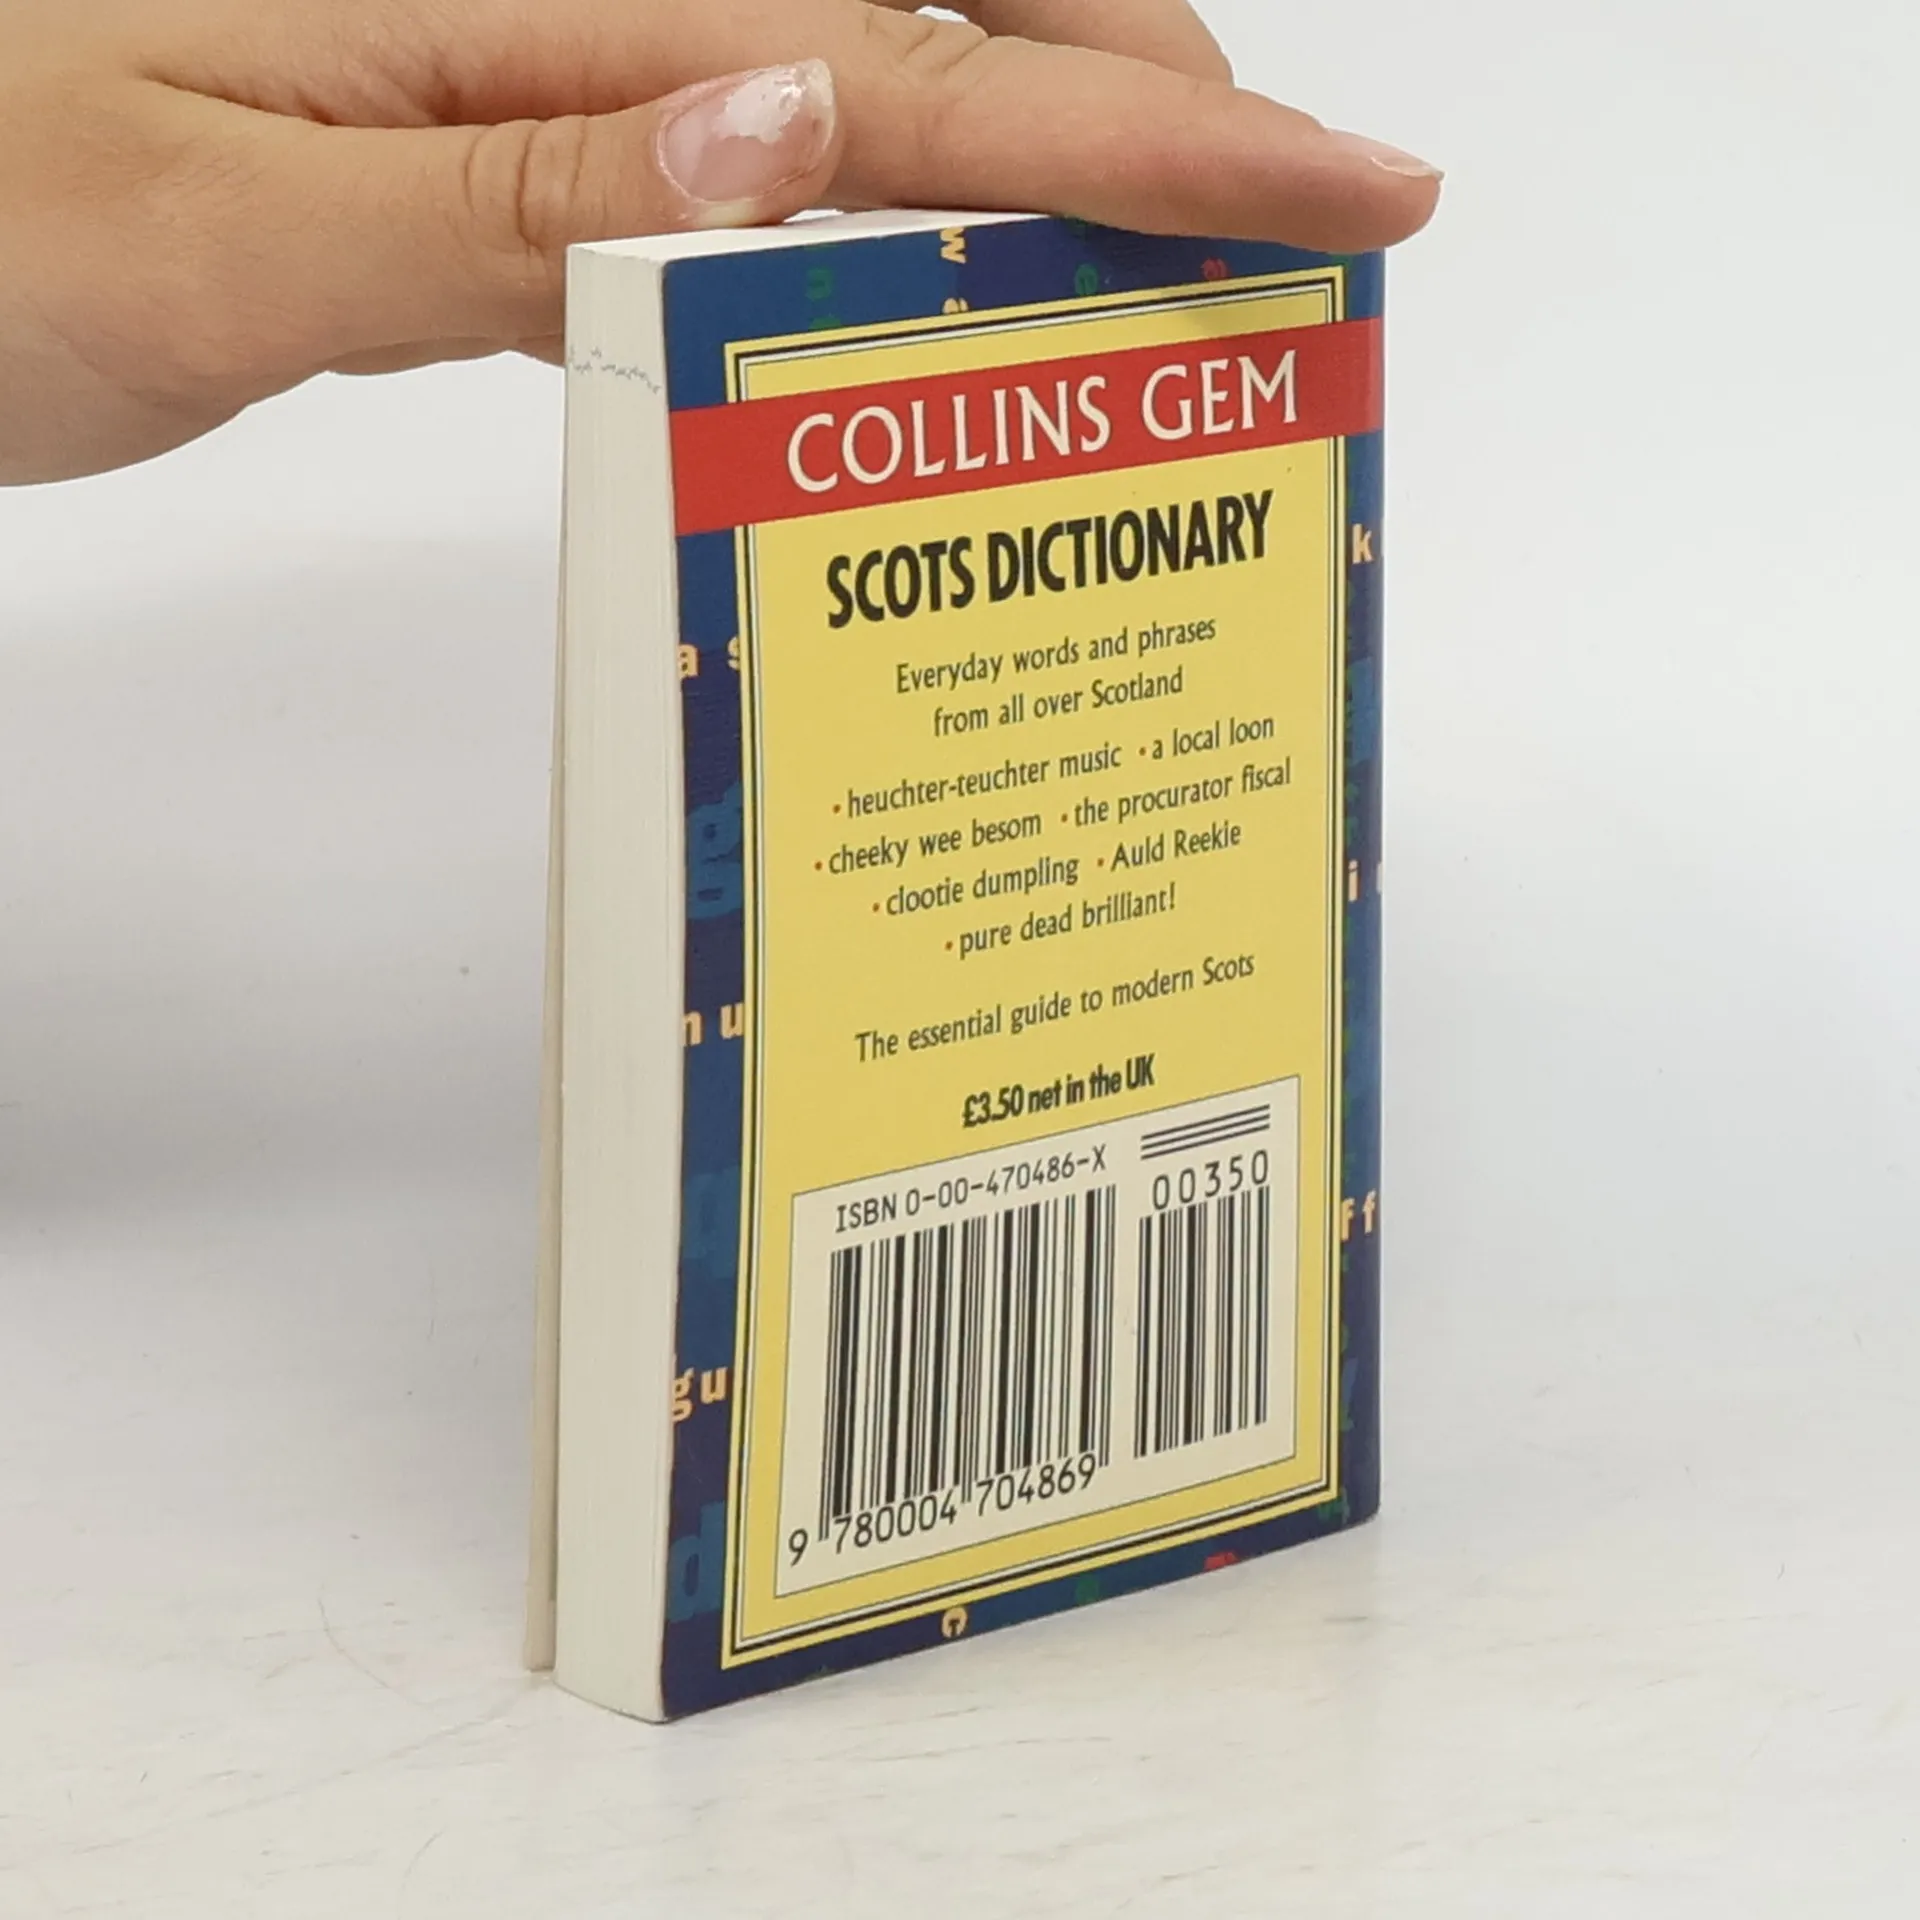 COLLINS GEM
SCOTS DICTIONARY
Everyday words and phrases
from all over Scotland
• heuchter-teuchter music • a local loon
• cheeky wee besom • the procurator fiscal
• clootie dumpling • Auld Reekie
• pure dead brilliant!
The essential guide to modern Scots
£3.50 net in the UK
ISBN 0-00-470486-X
00350
9 780004 704869